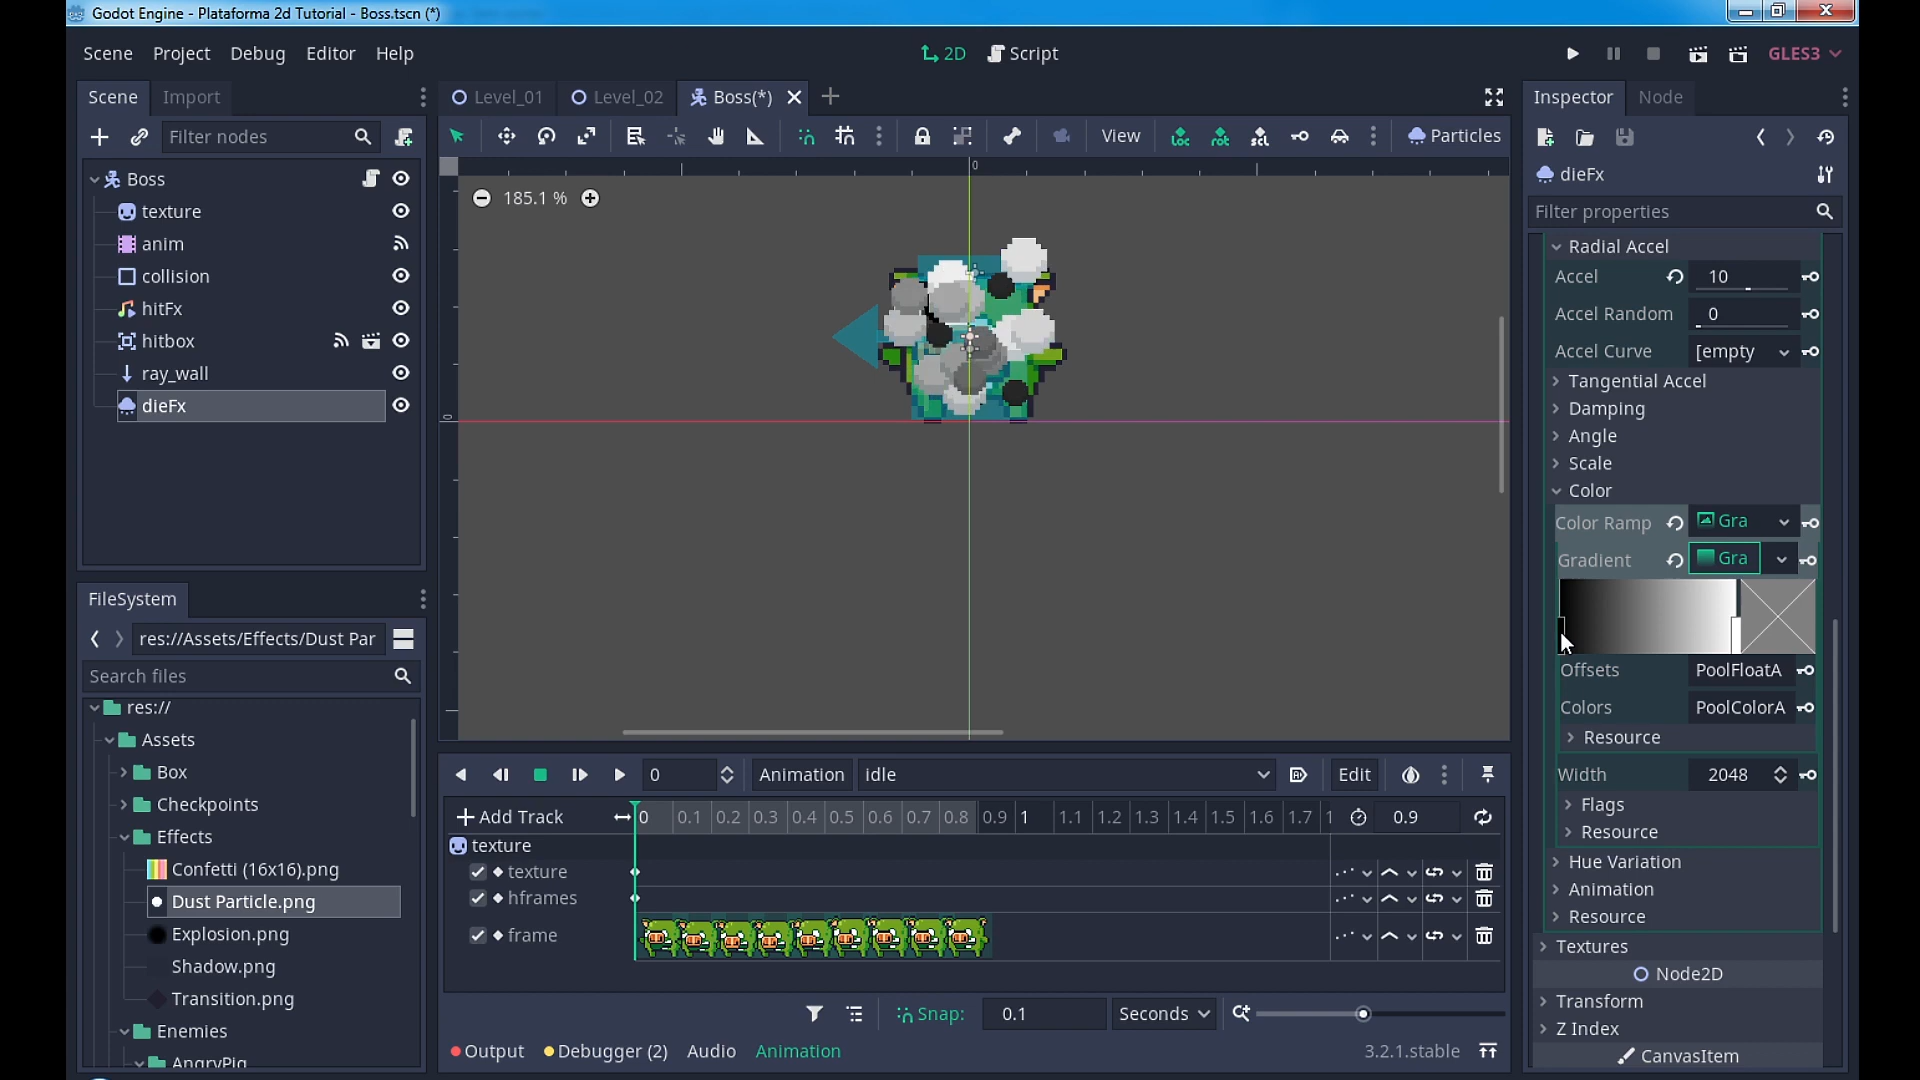 Godot Engine - Plataforma 2d Tutorial - Boss.tscn (*)
Scene Project Debug Editor Help
2D Script
GLES3
Scene Import
Level_01 Level_02 Boss(*)
Inspector Node
Filter nodes
View
Particles
Boss
texture
anim
collision
hitFx
hitbox
ray_wall
dieFx
185.1 %
0
0
dieFx
Filter properties
Radial Accel
Accel 10
Accel Random 0
Accel Curve [empty
Tangential Accel
Damping
Angle
Scale
Color
Color Ramp Gra
Gradient Gra
Offsets PoolFloatA
Colors PoolColorA
Resource
Width 2048
Flags
Resource
Hue Variation
Animation
Resource
Textures
Node2D
Transform
Z Index
CanvasItem
FileSystem
res://Assets/Effects/Dust Par
Search files
res://
Assets
Box
Checkpoints
Effects
Confetti (16x16).png
Dust Particle.png
Explosion.png
Shadow.png
Transition.png
Enemies
AngryPig
0 Animation idle Edit
Add Track 0 0.1 0.2 0.3 0.4 0.5 0.6 0.7 0.8 0.9 1 1.1 1.2 1.3 1.4 1.5 1.6 1.7 1 0.9
texture
texture
hframes
frame
Snap: 0.1 Seconds
Output Debugger (2) Audio Animation 3.2.1.stable